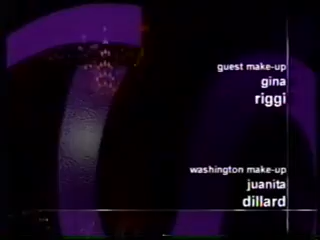 guest make-up
gina
riggi
washington make-up
juanita
dillard